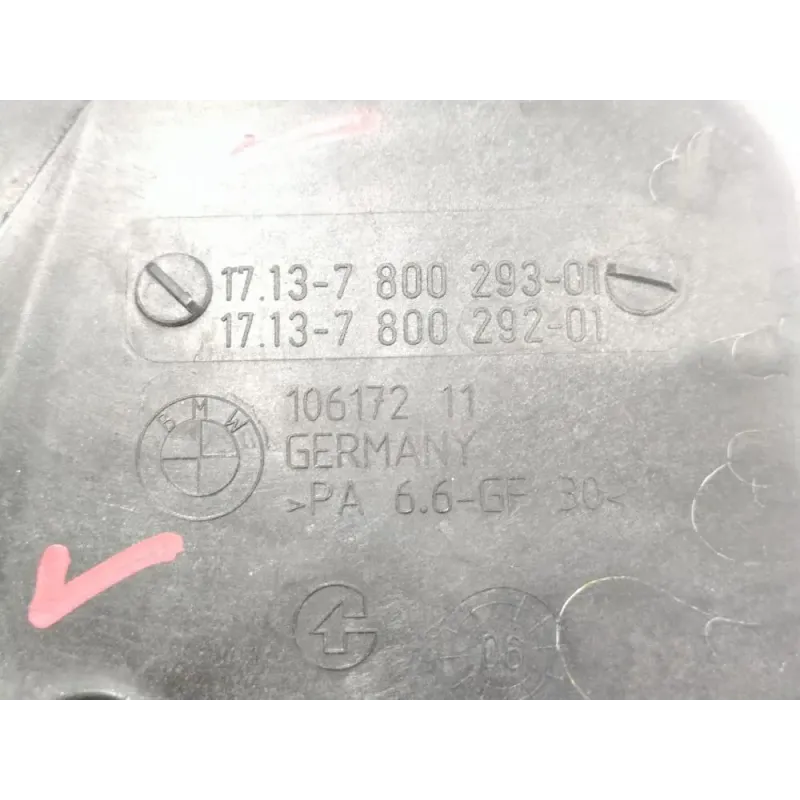 17.13-7 800 293-01
17.13-7 800 292-01
BMW
106172 11
GERMANY
>PA 6.6-GF 30<
06